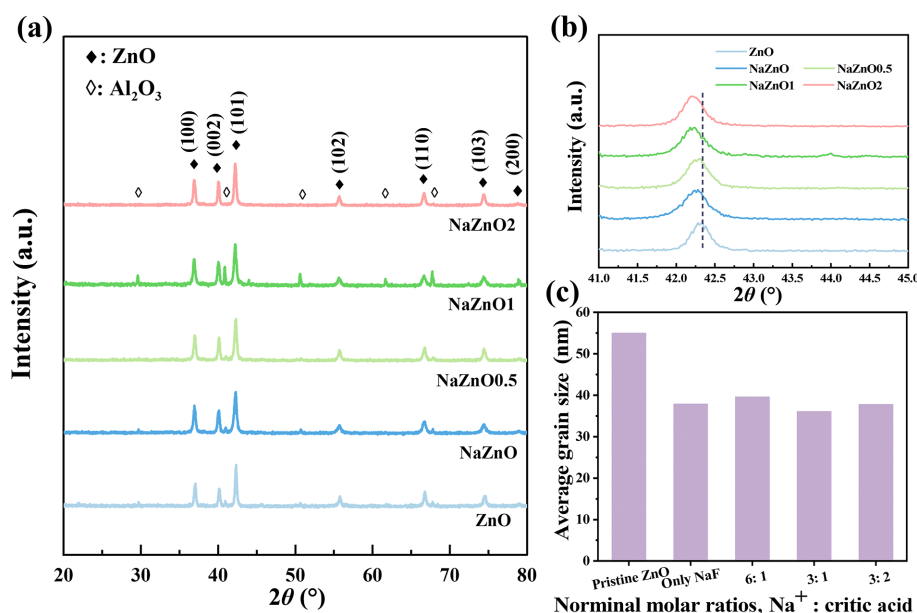 (a)
♦: ZnO
◊: Al₂O₃
(100)
(002)
(101)
(102)
(110)
(103)
(200)
NaZnO2
NaZnO1
NaZnO0.5
NaZnO
ZnO
Intensity (a.u.)
20 30 40 50 60 70 80
2θ (°)
(b)
ZnO
NaZnO NaZnO0.5
NaZnO1 NaZnO2
Intensity (a.u.)
41.0 41.5 42.0 42.5 43.0 43.5 44.0 44.5 45.0
2θ (°)
(c)
Average grain size (nm)
60
50
40
30
20
10
0
Pristine ZnO Only NaF 6: 1 3: 1 3: 2
Norminal molar ratios, Na⁺ : critic acid